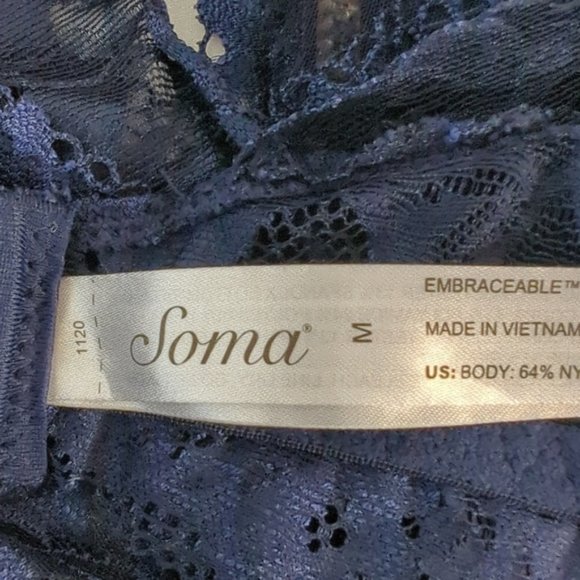 1120
Soma®
M
EMBRACEABLE™
MADE IN VIETNAM
US: BODY: 64% NY